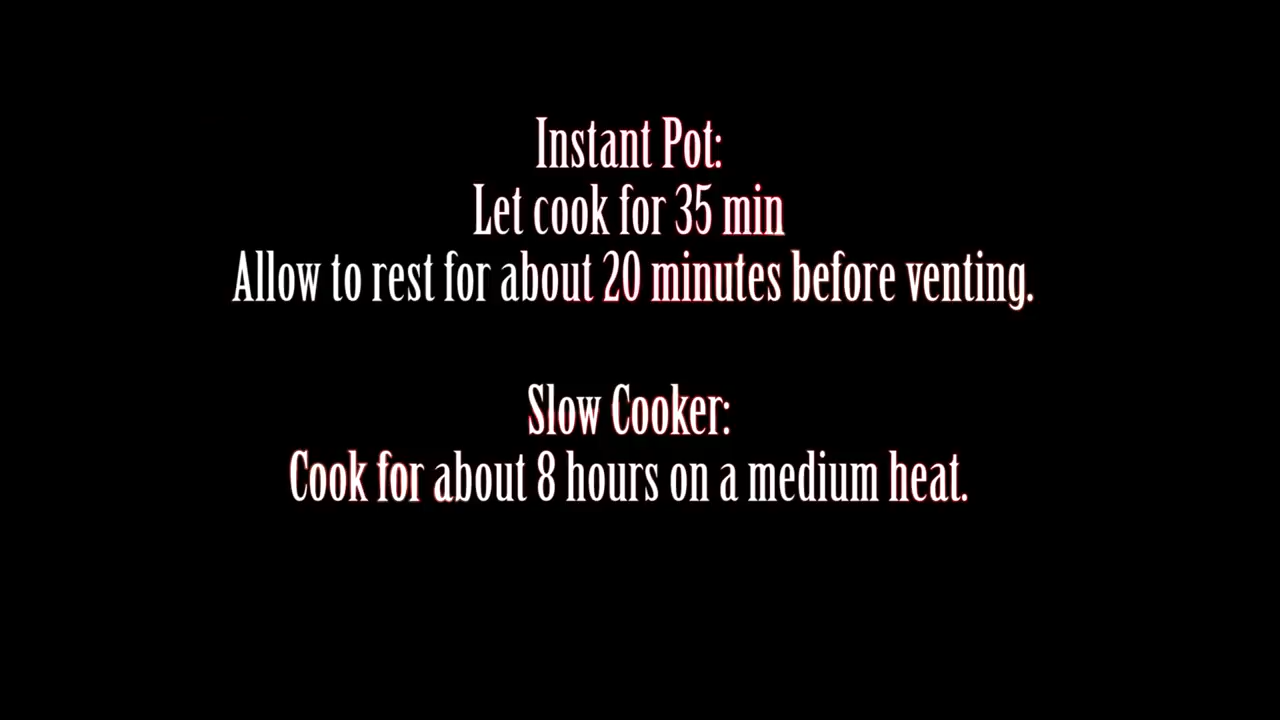 Instant Pot:
Let cook for 35 min
Allow to rest for about 20 minutes before venting.
Slow Cooker:
Cook for about 8 hours on a medium heat.